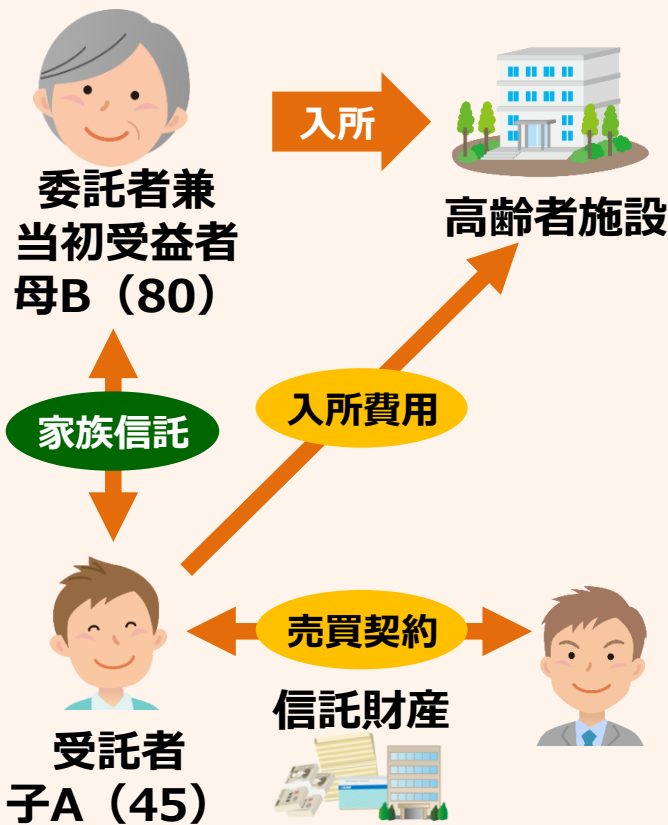 入所
委託者兼
当初受益者
母B（80）
高齢者施設
家族信託
入所費用
売買契約
信託財産
受託者
子A（45）